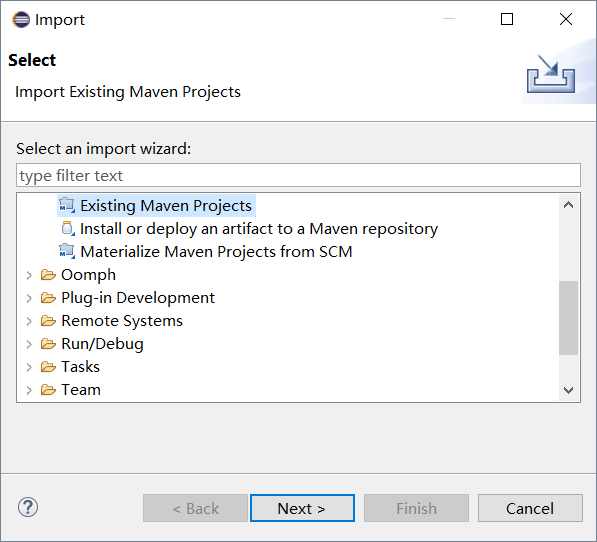 Import
Select
Import Existing Maven Projects
Select an import wizard:
type filter text
Existing Maven Projects
Install or deploy an artifact to a Maven repository
Materialize Maven Projects from SCM
Oomph
Plug-in Development
Remote Systems
Run/Debug
Tasks
Team
?
< Back
Next >
Finish
Cancel